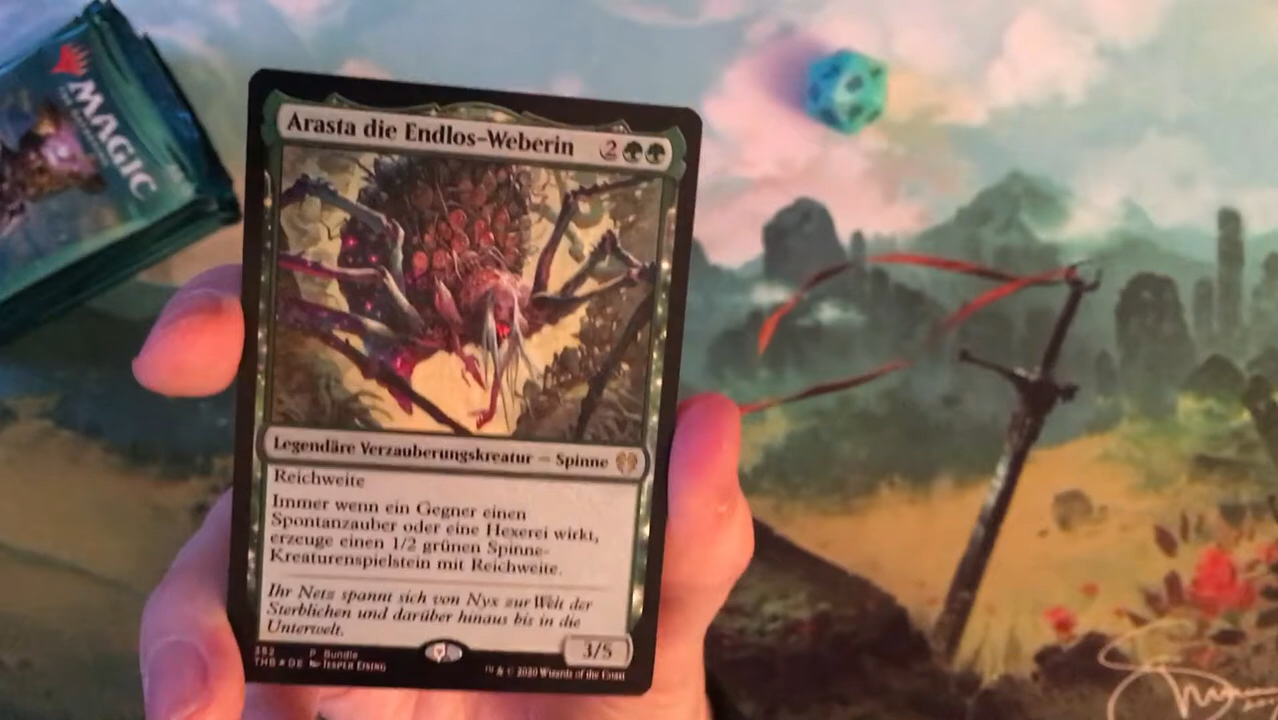 MAGIC
Arasta die Endlos-Weberin 2
Legendäre Verzauberungskreatur — Spinne
Reichweite
Immer wenn ein Gegner einen
Spontanzauber oder eine Hexerei wirkt,
erzeuge einen 1/2 grünen Spinne-
Kreaturenspielstein mit Reichweite.
Ihr Netz spannt sich von Nyx zur Welt der
Sterblichen und darüber hinaus bis in die
Unterwelt.
3/5
352 P Bundle
THB ★ DE Jesper Ejsing
™ & © 2020 Wizards of the Coast